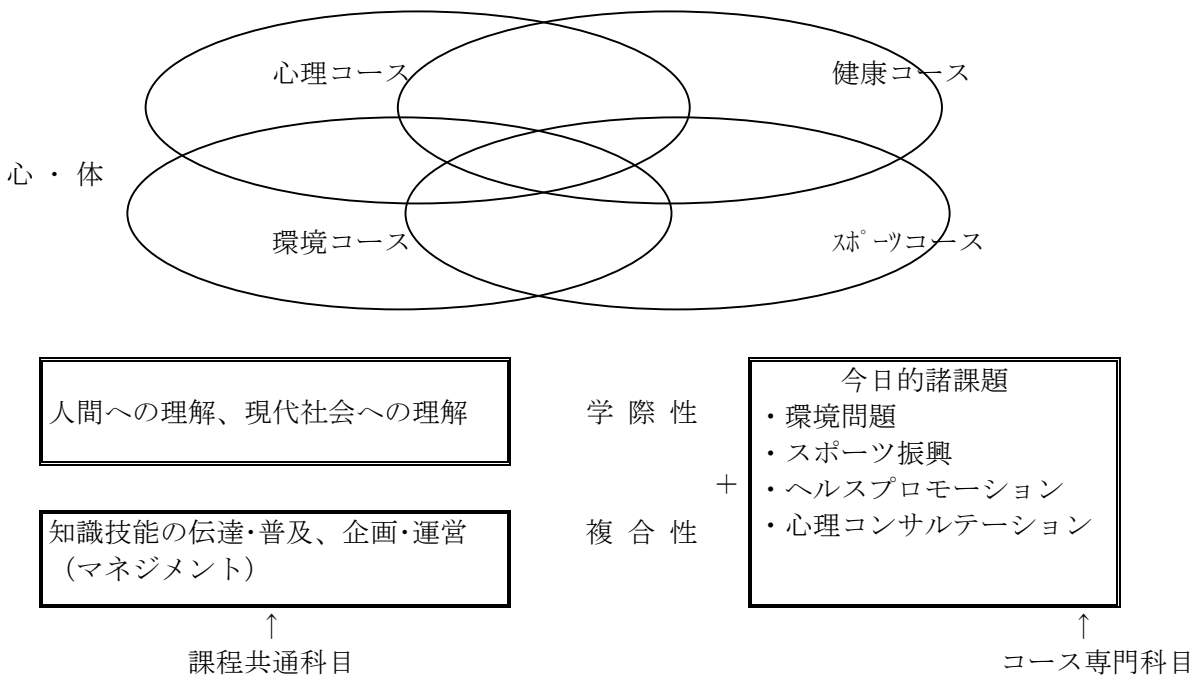 心理コース
健康コース
心・体
環境コース
スポーツコース
人間への理解、現代社会への理解
学際性
今日的諸課題
・環境問題
・スポーツ振興
・ヘルスプロモーション
・心理コンサルテーション
＋
知識技能の伝達･普及、企画･運営
（マネジメント）
複合性
↑
課程共通科目
↑
コース専門科目